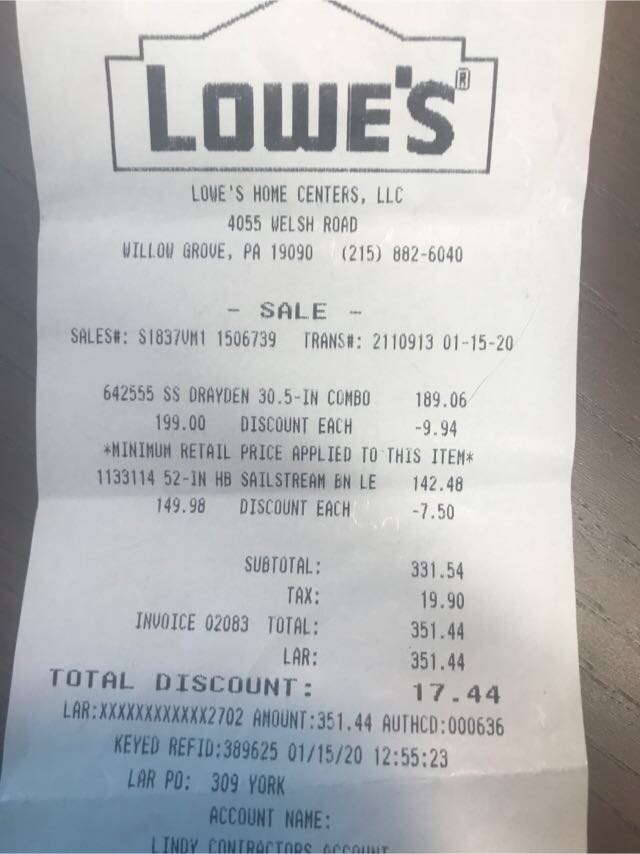 LOWE'S®
LOWE'S HOME CENTERS, LLC
4055 WELSH ROAD
WILLOW GROVE, PA 19090 (215) 882-6040
- SALE -
SALES#: S1837VM1 1506739 TRANS#: 2110913 01-15-20
642555 SS DRAYDEN 30.5-IN COMBO 189.06
199.00 DISCOUNT EACH -9.94
*MINIMUM RETAIL PRICE APPLIED TO THIS ITEM*
1133114 52-IN HB SAILSTREAM BN LE 142.48
149.98 DISCOUNT EACH -7.50
SUBTOTAL: 331.54
TAX: 19.90
INVOICE 02083 TOTAL: 351.44
LAR: 351.44
TOTAL DISCOUNT: 17.44
LAR:XXXXXXXXXXXX2702 AMOUNT:351.44 AUTHCD:000636
KEYED REFID:389625 01/15/20 12:55:23
LAR PO: 309 YORK
ACCOUNT NAME:
LINDY CONTRACTORS ACCOUNT